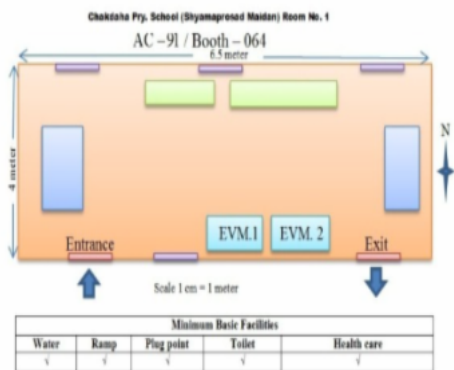 Chakdaha Pry. School (Shyamaprosad Maidan) Room No. 1
AC –91 / Booth – 064
6.5 meter
4 meter
N
EVM.1 EVM. 2
Entrance Exit
Scale 1 cm = 1 meter
Minimum Basic Facilities
Water Ramp Plug point Toilet Health care
√ √ √ √ √